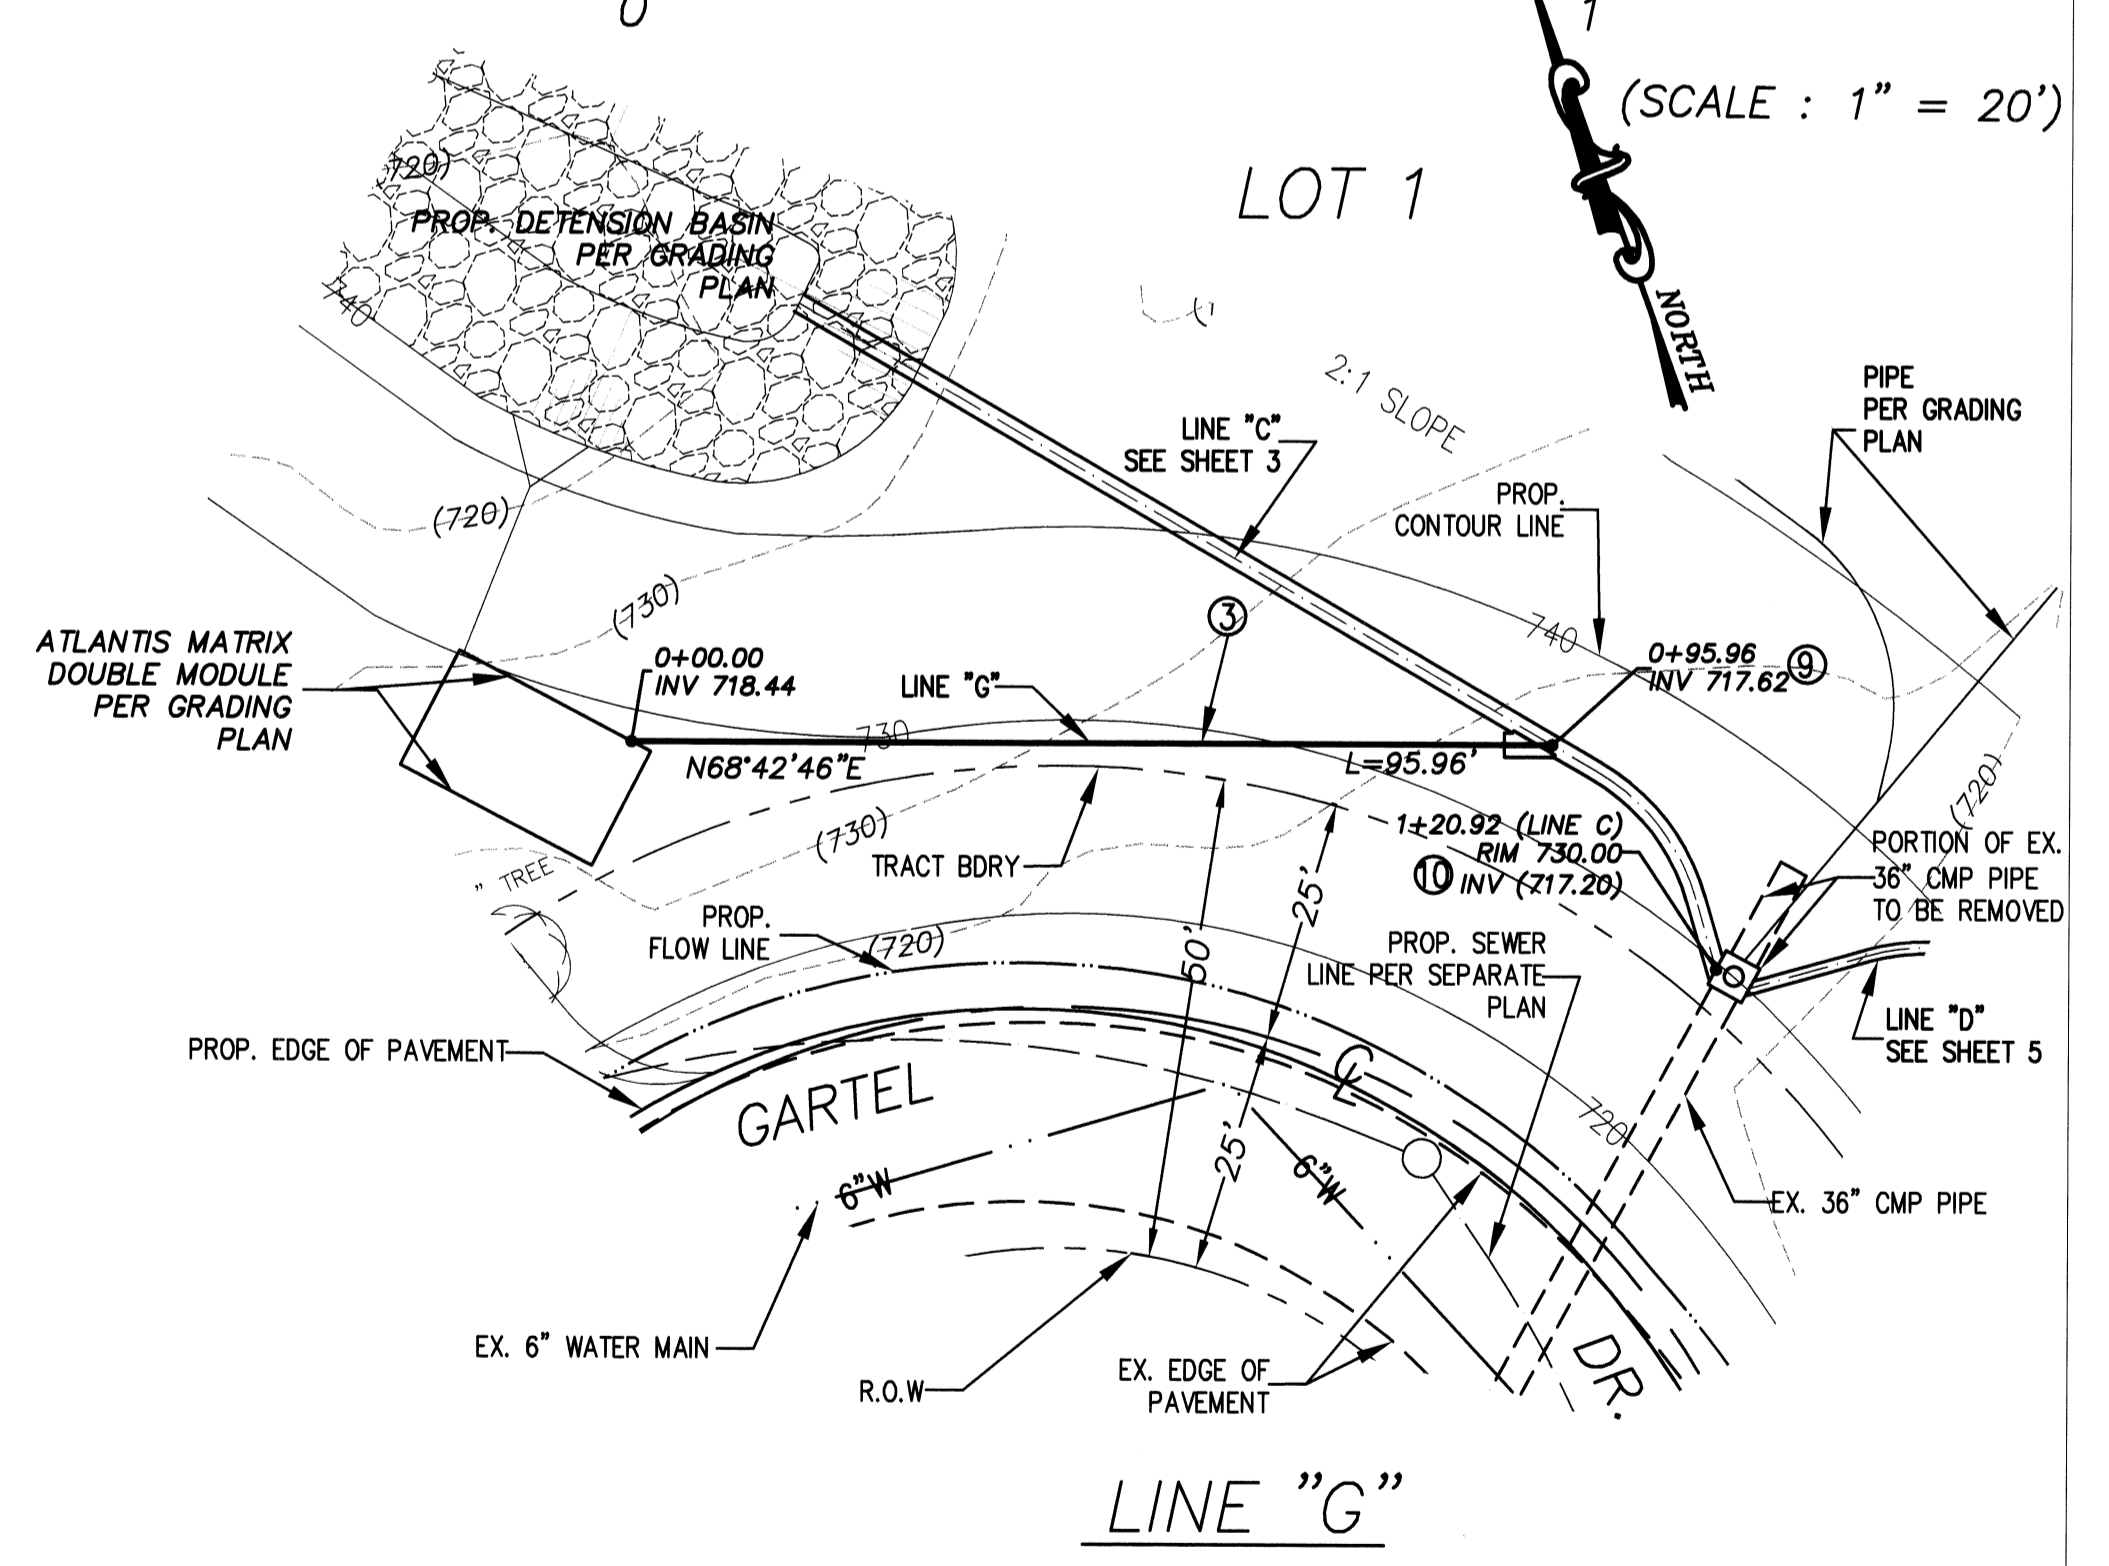 0
1
(SCALE : 1" = 20')
LOT 1
NORTH
(720)
PROP. DETENSION BASIN
PER GRADING
PLAN
740
2:1 SLOPE
LINE "C"
SEE SHEET 3
PIPE
PER GRADING
PLAN
PROP.
CONTOUR LINE
(720)
(730)
3
740
ATLANTIS MATRIX
DOUBLE MODULE
PER GRADING
PLAN
0+00.00
INV 718.44
LINE "G"
0+95.96
INV 717.62
9
730
N68°42'46"E
L=95.96'
(720)
(730)
TRACT BDRY
1+20.92 (LINE C)
RIM 730.00
10 INV (717.20)
PORTION OF EX.
36" CMP PIPE
TO BE REMOVED
" TREE
25'
PROP.
FLOW LINE
(720)
50'
PROP. SEWER
LINE PER SEPARATE
PLAN
LINE "D"
SEE SHEET 5
PROP. EDGE OF PAVEMENT
GARTEL
CL
720
25'
6"W
6"W
EX. 36" CMP PIPE
EX. 6" WATER MAIN
R.O.W
EX. EDGE OF
PAVEMENT
DR.
LINE "G"